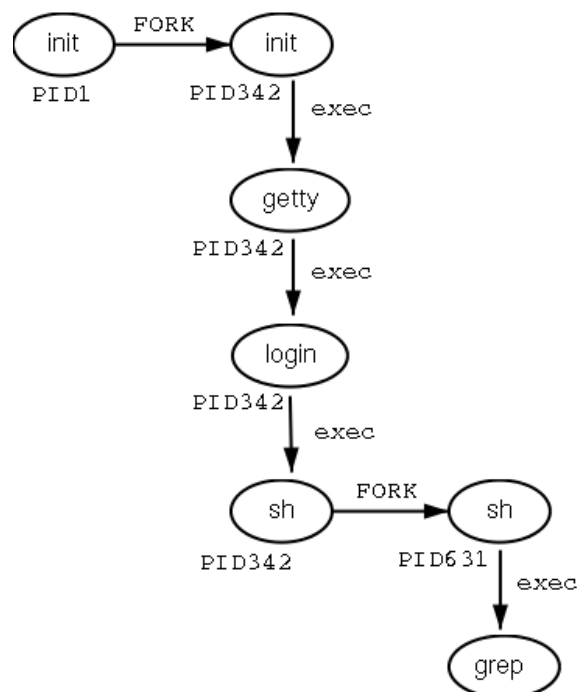 FORK
init
init
PID1
PID342
exec
getty
PID342
exec
login
PID342
exec
sh
FORK
sh
PID342
PID631
exec
grep